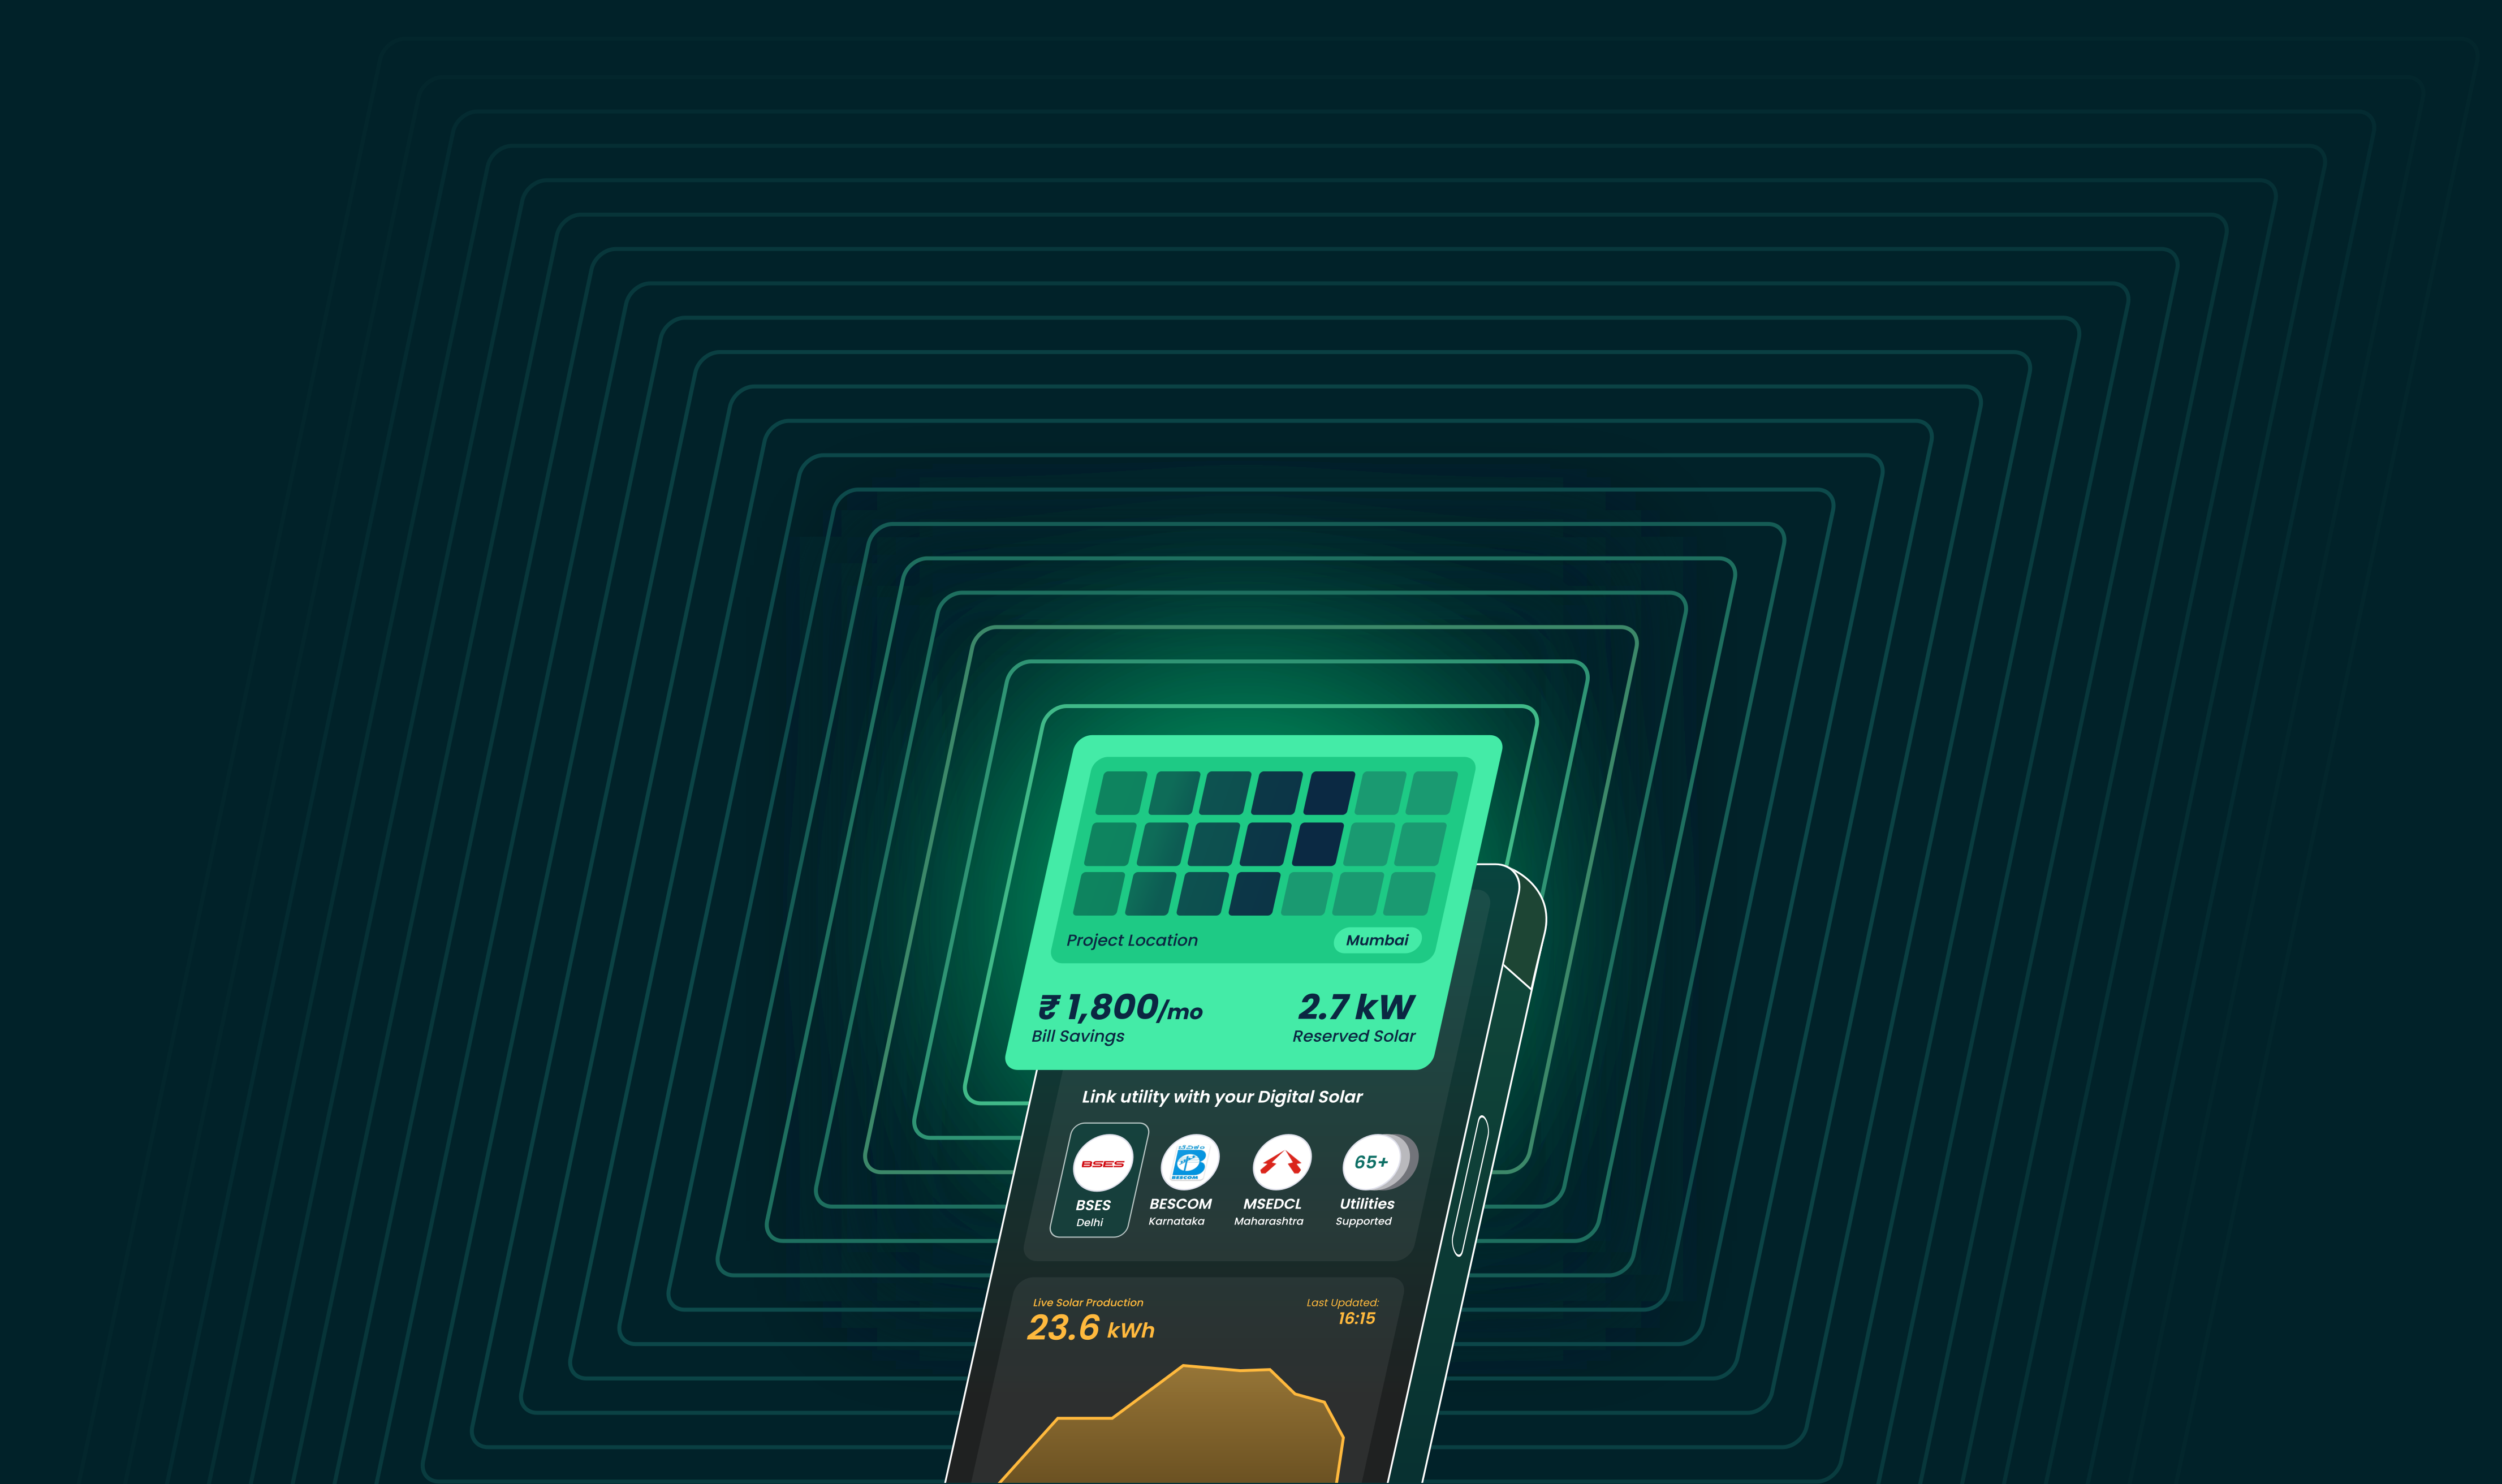 Project Location
Mumbai
₹ 1,800/mo
2.7 kW
Bill Savings
Reserved Solar
Link utility with your Digital Solar
BSES
BESCOM
65+
BSES
BESCOM
MSEDCL
Utilities
Delhi
Karnataka
Maharashtra
Supported
Live Solar Production
Last Updated:
23.6 kWh
16:15